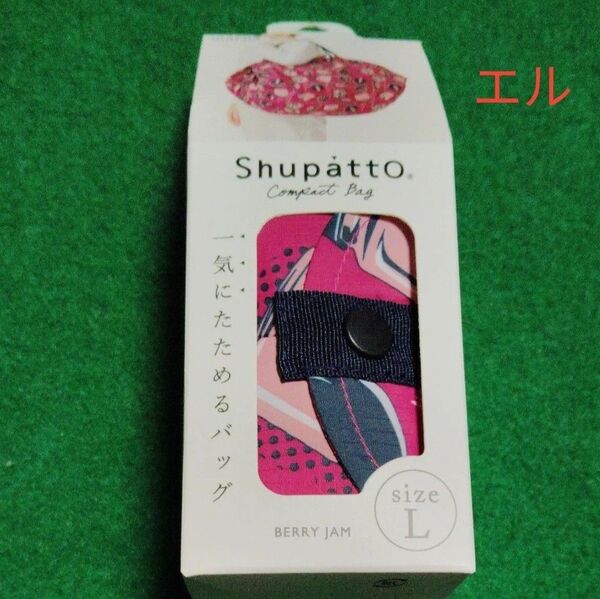 エル
Shupatto®
Compact Bag
一気にたためるバッグ
size
L
BERRY JAM